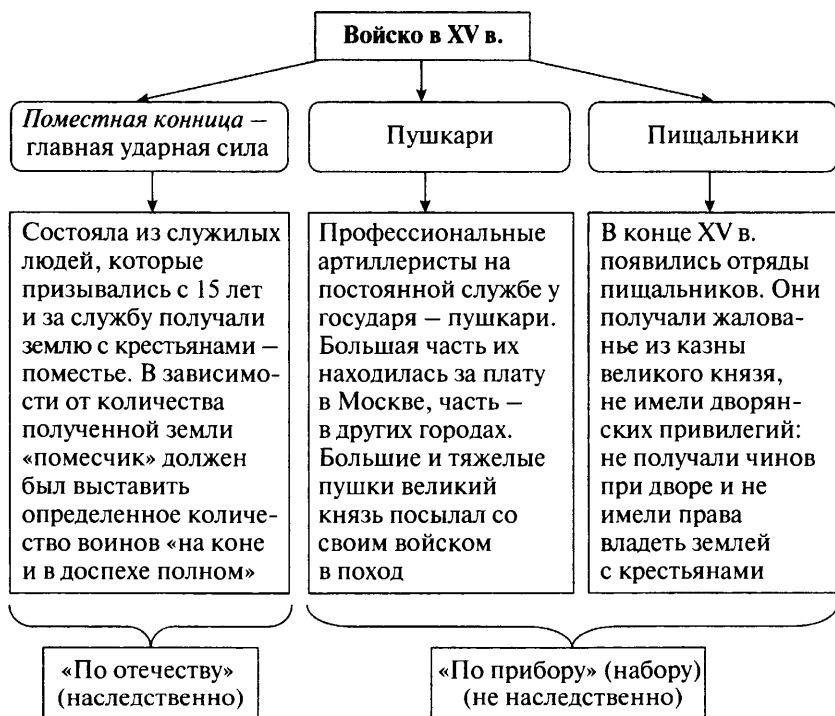 Войско в XV в.
Поместная конница –
главная ударная сила
Пушкари
Пищальники
Состояла из служилых
людей, которые
призывались с 15 лет
и за службу получали
землю с крестьянами –
поместье. В зависимо-
сти от количества
полученной земли
«помесчик» должен
был выставить
определенное количе-
ство воинов «на коне
и в доспехе полном»
Профессиональные
артиллеристы на
постоянной службе у
государя – пушкари.
Большая часть их
находилась за плату
в Москве, часть –
в других городах.
Большие и тяжелые
пушки великий
князь посылал со
своим войском
в поход
В конце XV в.
появились отряды
пищальников. Они
получали жалова-
нье из казны
великого князя,
не имели дворян-
ских привилегий:
не получали чинов
при дворе и не
имели права
владеть землей
с крестьянами
«По отечеству»
(наследственно)
«По прибору» (набору)
(не наследственно)